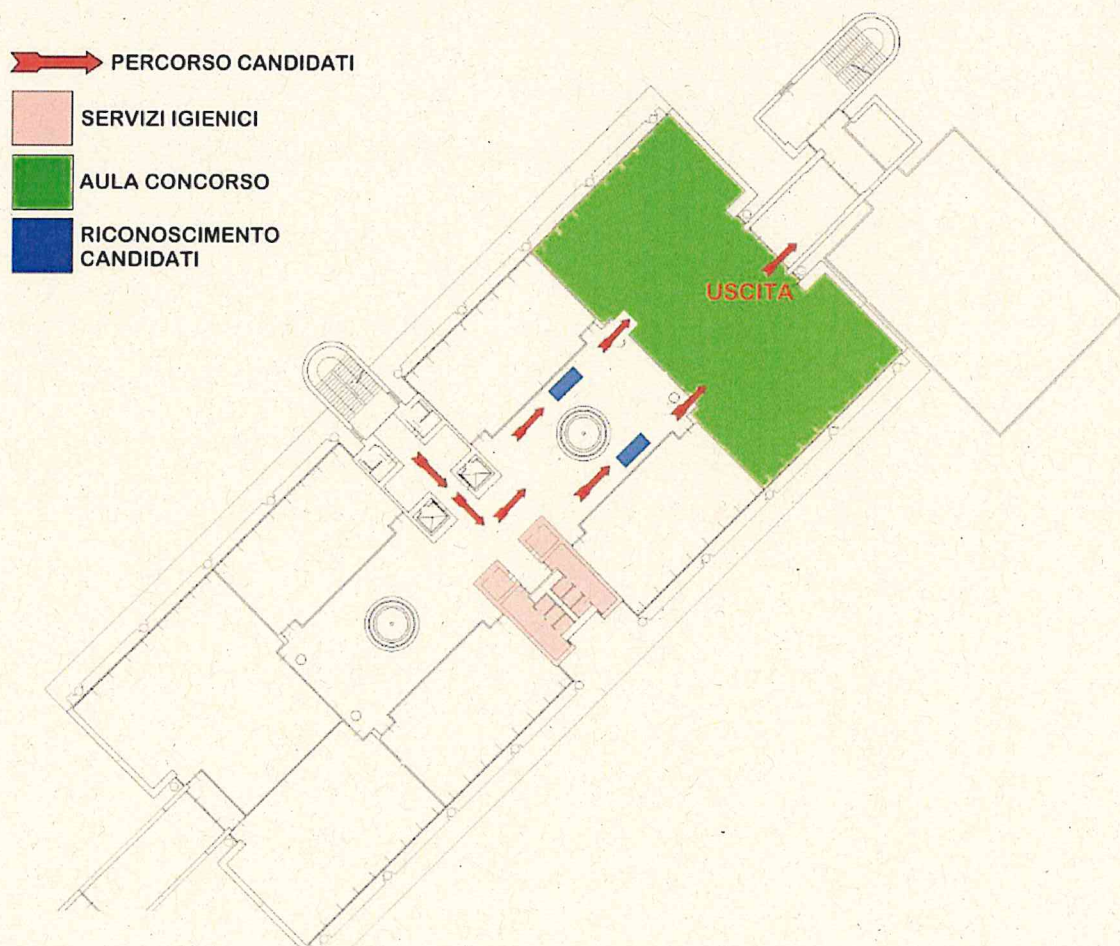 PERCORSO CANDIDATI
SERVIZI IGIENICI
AULA CONCORSO
RICONOSCIMENTO
CANDIDATI
USCITA